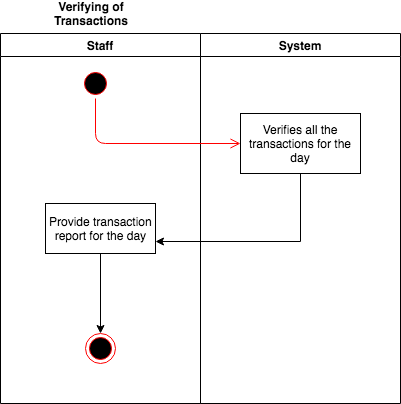 Verifying of
Transactions
Staff
System
Verifies all the
transactions for the
day
Provide transaction
report for the day